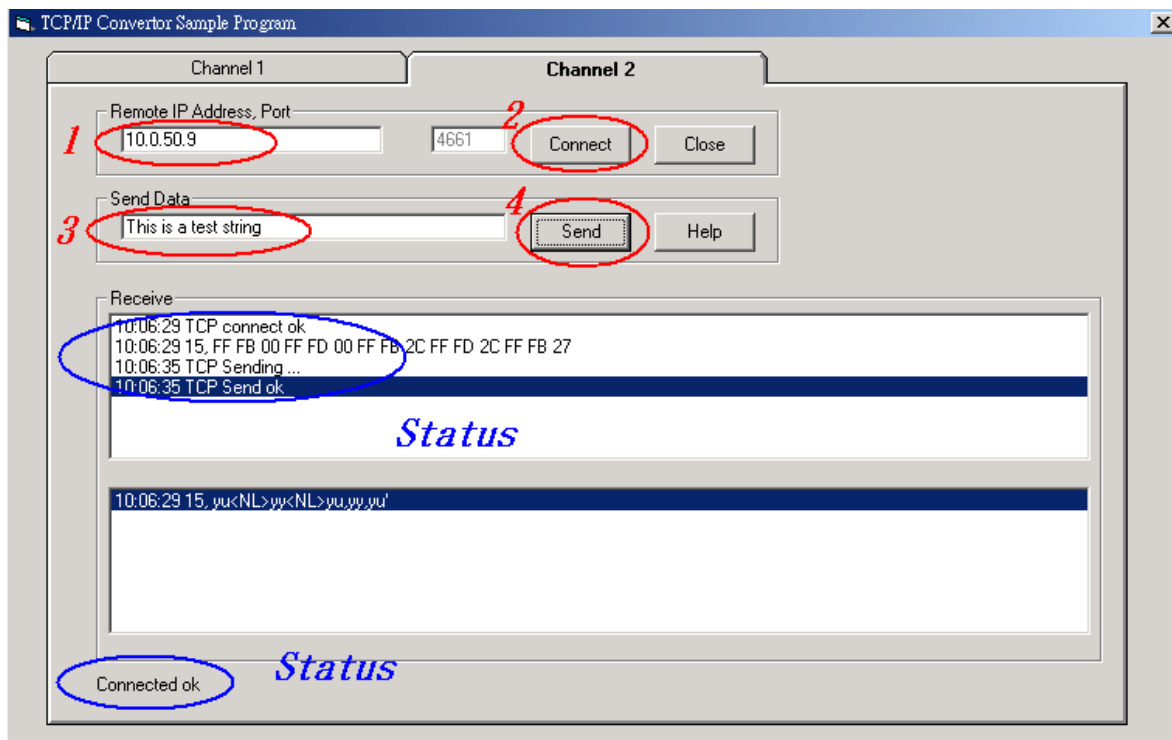 TCP/IP Convertor Sample Program
Channel 1
Channel 2
Remote IP Address, Port
1
10.0.50.9
4661
2
Connect
Close
Send Data
3
This is a test string
4
Send
Help
Receive
10:06:29 TCP connect ok
10:06:29 15, FF FB 00 FF FD 00 FF FB 2C FF FD 2C FF FB 27
10:06:35 TCP Sending ...
10:06:35 TCP Send ok
Status
10:06:29 15, yu<NL>yy<NL>yu,yy,yu'
Status
Connected ok